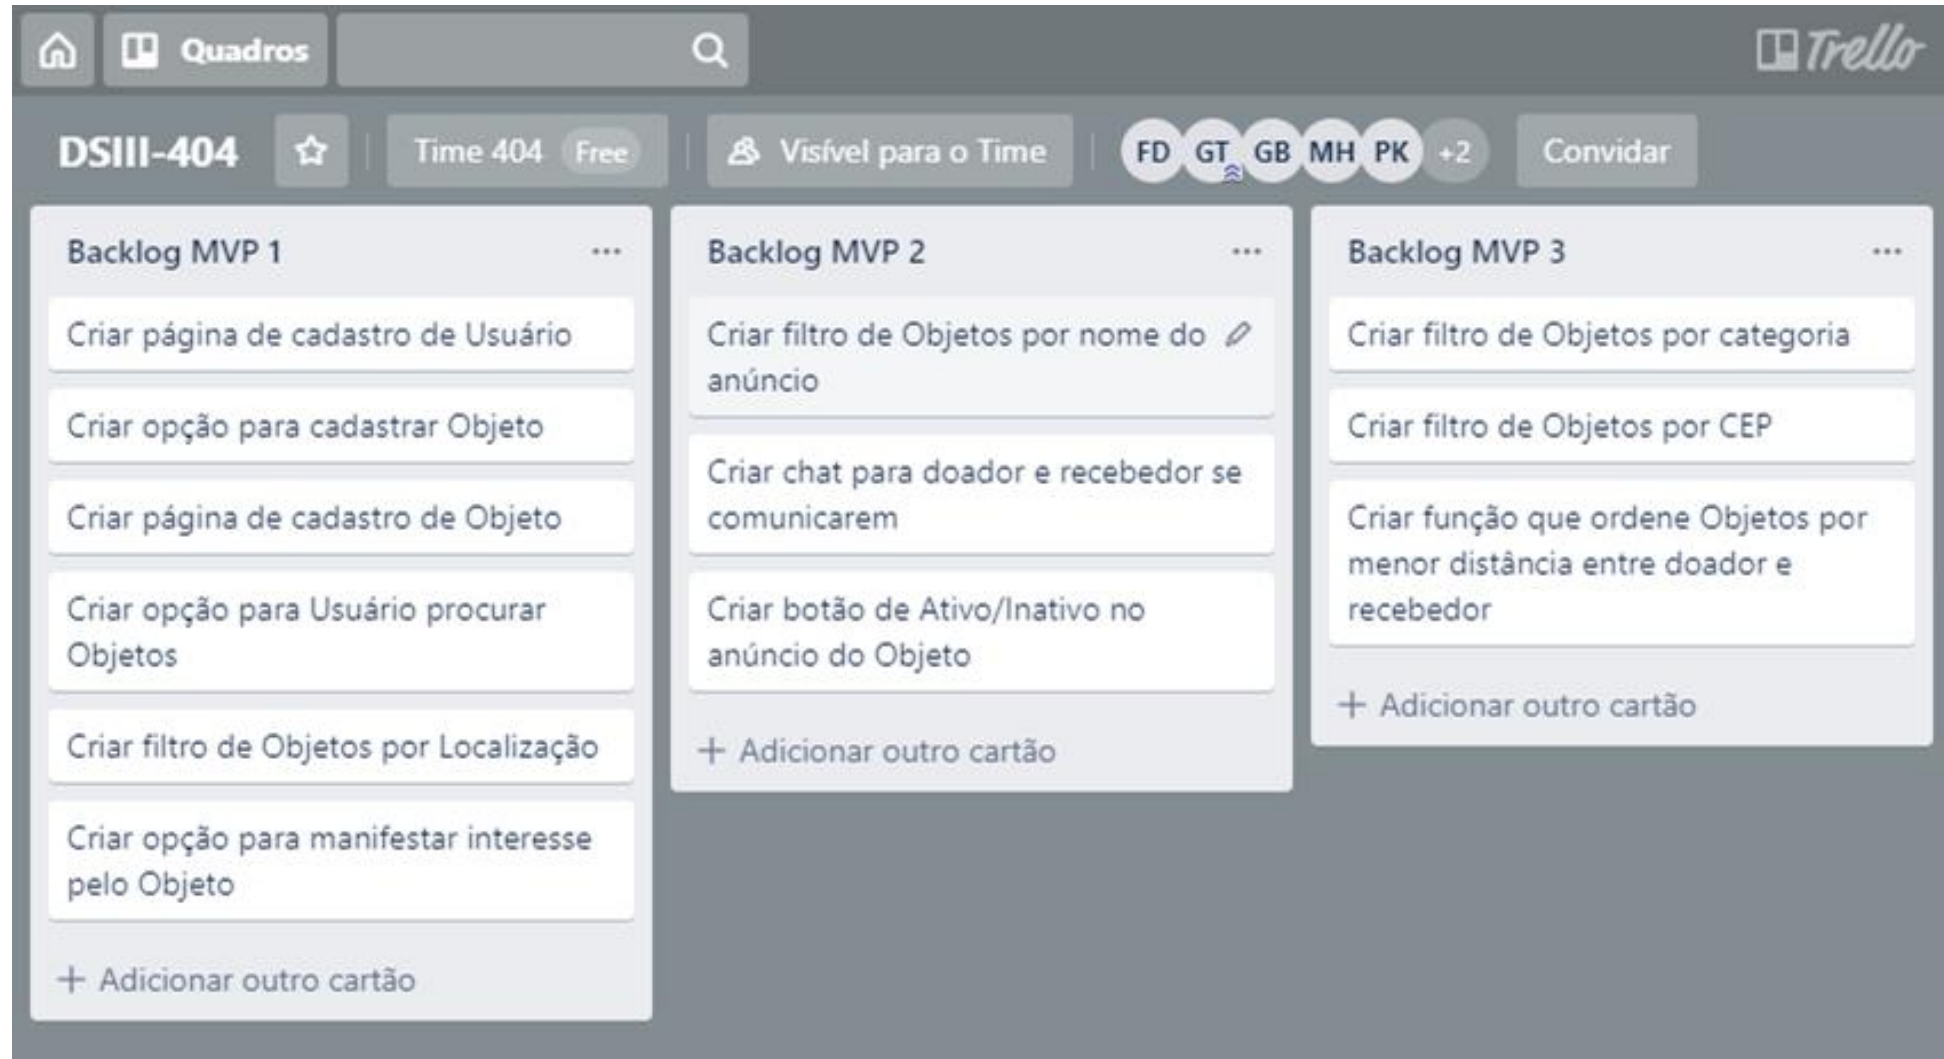 Quadros
Trello
DSIII-404
Time 404 Free
Visível para o Time
FD GT GB MH PK +2
Convidar
Backlog MVP 1
Criar página de cadastro de Usuário
Criar opção para cadastrar Objeto
Criar página de cadastro de Objeto
Criar opção para Usuário procurar
Objetos
Criar filtro de Objetos por Localização
Criar opção para manifestar interesse
pelo Objeto
+ Adicionar outro cartão
Backlog MVP 2
Criar filtro de Objetos por nome do
anúncio
Criar chat para doador e recebedor se
comunicarem
Criar botão de Ativo/Inativo no
anúncio do Objeto
+ Adicionar outro cartão
Backlog MVP 3
Criar filtro de Objetos por categoria
Criar filtro de Objetos por CEP
Criar função que ordene Objetos por
menor distância entre doador e
recebedor
+ Adicionar outro cartão